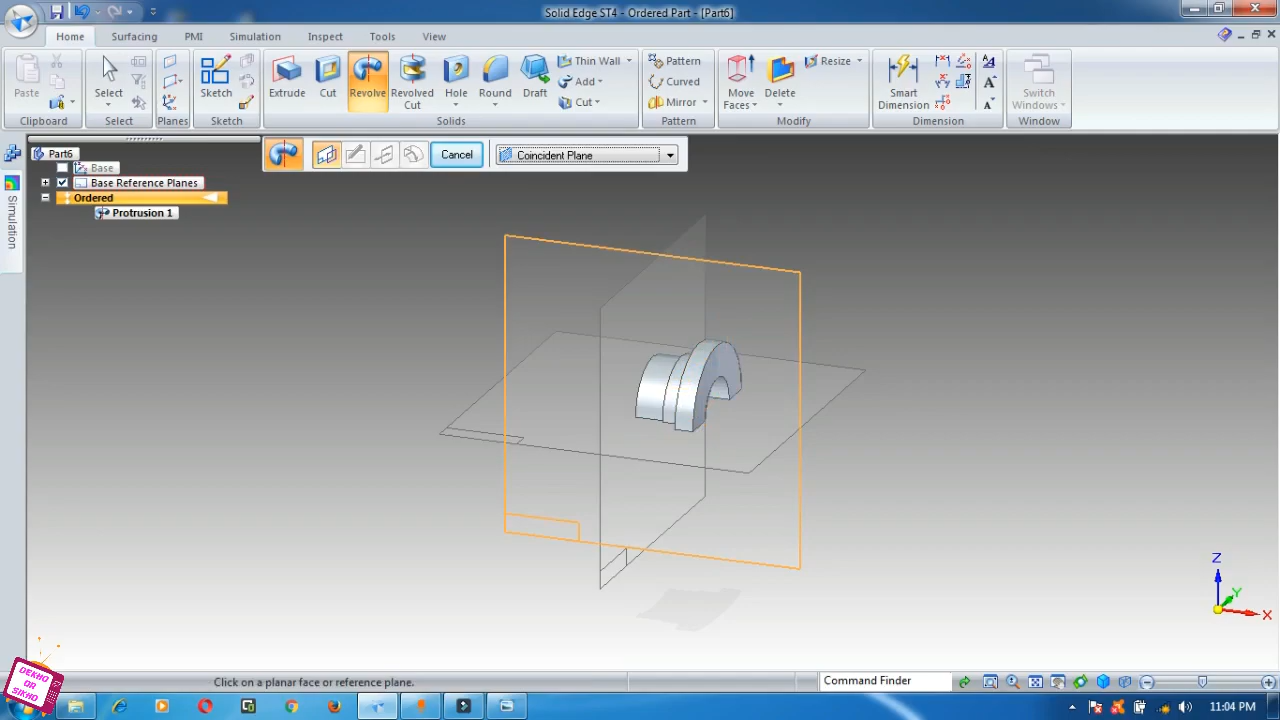 Solid Edge ST4 - Ordered Part - [Part6]
Home Surfacing PMI Simulation Inspect Tools View
Paste
Clipboard
Select
Select
Planes
Sketch
Sketch
Extrude
Cut
Revolve
Revolved Cut
Hole
Round
Draft
Thin Wall
Add
Cut
Solids
Pattern
Curved
Mirror
Pattern
Move Faces
Delete
Resize
Modify
Smart Dimension
Dimension
Switch Windows
Window
Cancel
Coincident Plane
Part6
Base
Base Reference Planes
Ordered
Protrusion 1
Simulation
Z
Y
X
Click on a planar face or reference plane.
Command Finder
DEKHO
OR
SIKHO
11:04 PM